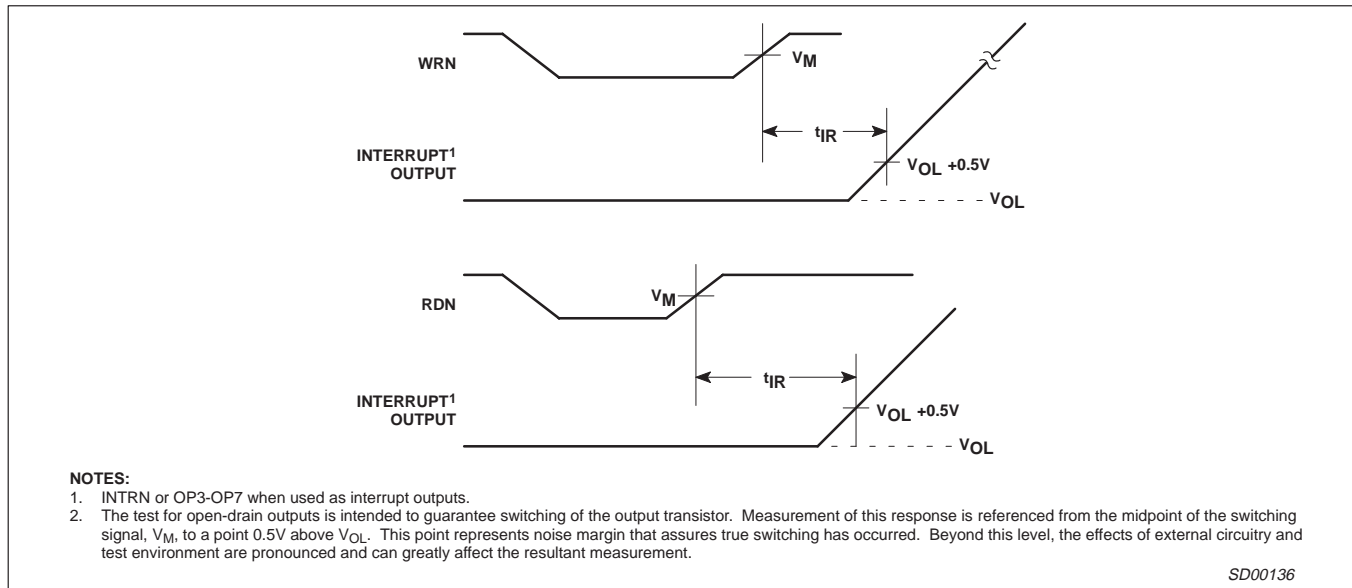 WRN
VM
tIR
INTERRUPT1
OUTPUT
VOL +0.5V
VOL
RDN
VM
tIR
INTERRUPT1
OUTPUT
VOL +0.5V
VOL
NOTES:
1. INTRN or OP3-OP7 when used as interrupt outputs.
2. The test for open-drain outputs is intended to guarantee switching of the output transistor. Measurement of this response is referenced from the midpoint of the switching
signal, VM, to a point 0.5V above VOL. This point represents noise margin that assures true switching has occurred. Beyond this level, the effects of external circuitry and
test environment are pronounced and can greatly affect the resultant measurement.
SD00136